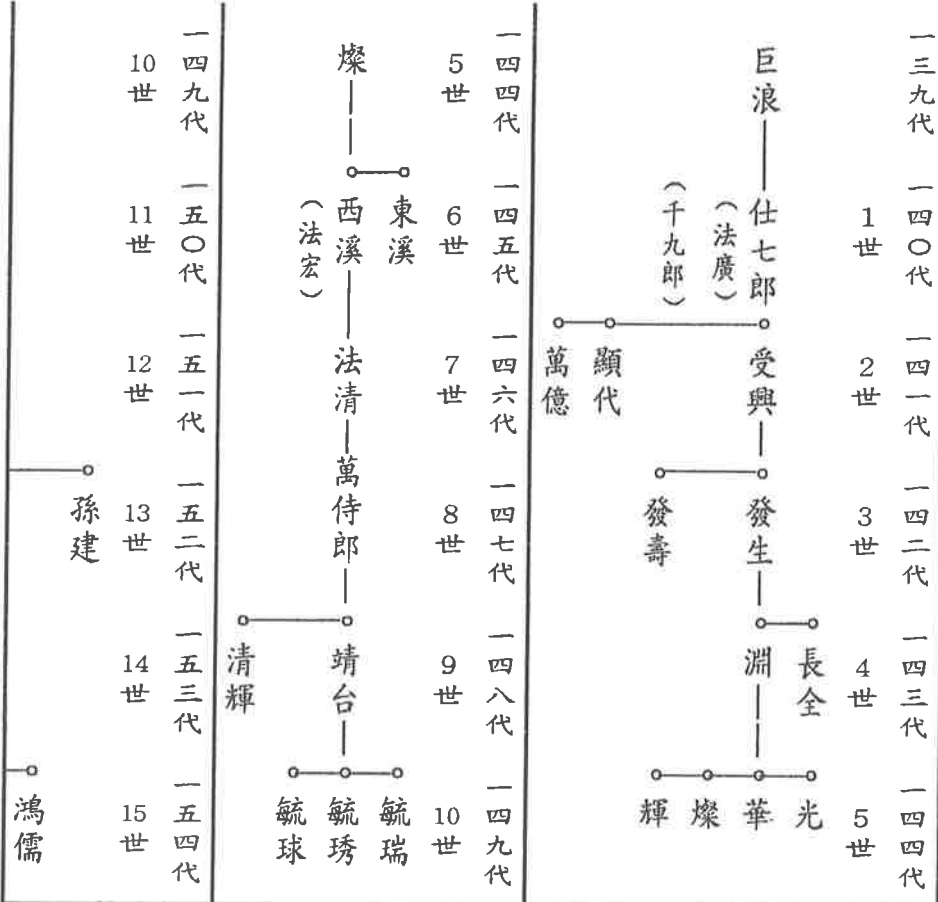 一三九代
一四〇代
一四一代
一四二代
一四三代
一四四代
1世
2世
3世
4世
5世
巨浪
仕七郎
（法廣）
（千九郎）
受興
顯代
萬億
發生
發壽
長全
淵
光
華
燦
輝
一四四代
一四五代
一四六代
一四七代
一四八代
一四九代
5世
6世
7世
8世
9世
10世
燦
東溪
西溪
（法宏）
法清
萬侍郎
靖台
清輝
毓瑞
毓琇
毓球
一四九代
一五〇代
一五一代
一五二代
一五三代
一五四代
10世
11世
12世
13世
14世
15世
孫建
鴻儒